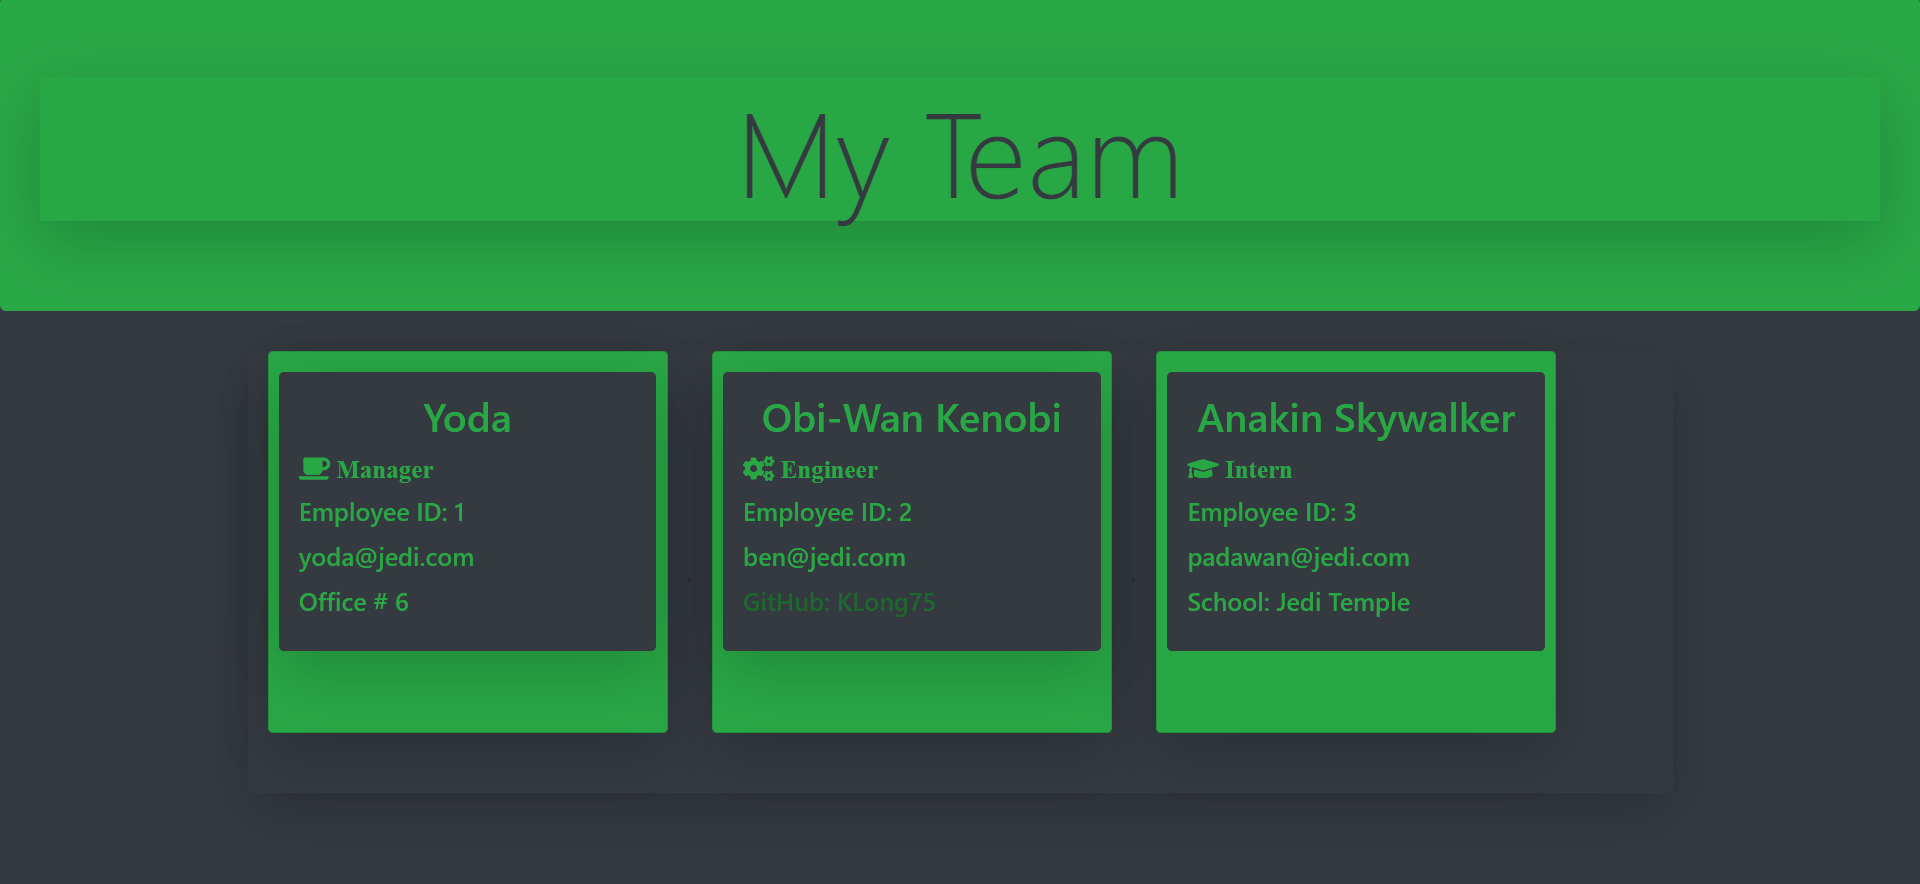 My Team
Yoda
Manager
Employee ID: 1
yoda@jedi.com
Office # 6
,
Obi-Wan Kenobi
Engineer
Employee ID: 2
ben@jedi.com
GitHub: KLong75
,
Anakin Skywalker
Intern
Employee ID: 3
padawan@jedi.com
School: Jedi Temple